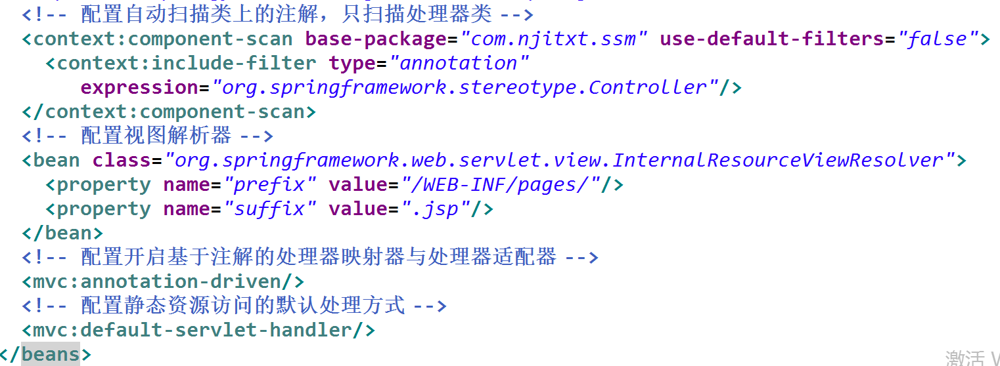 <!-- 配置自动扫描类上的注解，只扫描处理器类 -->
<context:component-scan base-package="com.njitxt.ssm" use-default-filters="false">
<context:include-filter type="annotation"
expression="org.springframework.stereotype.Controller"/>
</context:component-scan>
<!-- 配置视图解析器 -->
<bean class="org.springframework.web.servlet.view.InternalResourceViewResolver">
<property name="prefix" value="/WEB-INF/pages/"/>
<property name="suffix" value=".jsp"/>
</bean>
<!-- 配置开启基于注解的处理器映射器与处理器适配器 -->
<mvc:annotation-driven/>
<!-- 配置静态资源访问的默认处理方式 -->
<mvc:default-servlet-handler/>
</beans>
激活